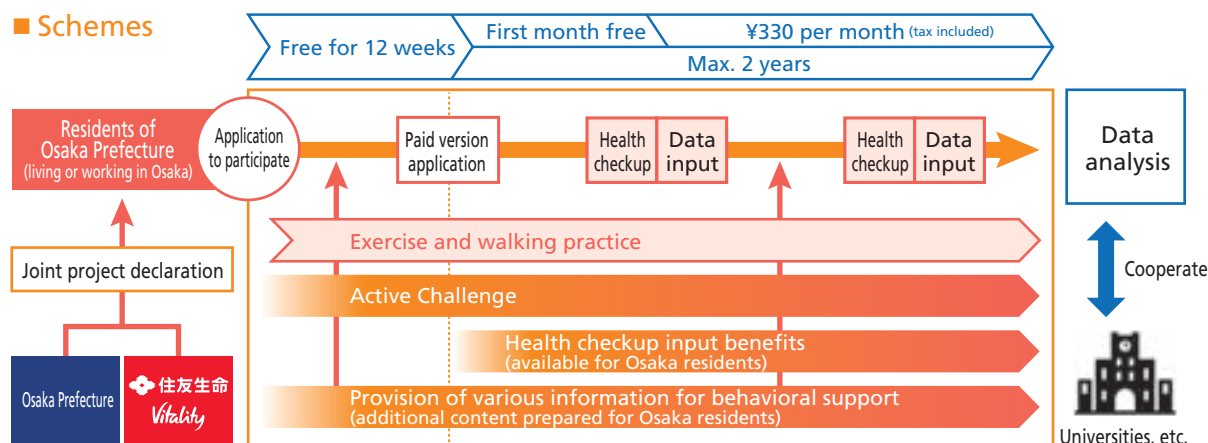 ■ Schemes
Free for 12 weeks
First month free
¥330 per month (tax included)
Max. 2 years
Residents of
Osaka Prefecture
(living or working in Osaka)
Application
to participate
Paid version
application
Health
checkup
Data
input
Health
checkup
Data
input
Data
analysis
Joint project declaration
Exercise and walking practice
Cooperate
Active Challenge
Health checkup input benefits
(available for Osaka residents)
Osaka Prefecture
住友生命
Vitality
Provision of various information for behavioral support
(additional content prepared for Osaka residents)
Universities, etc.